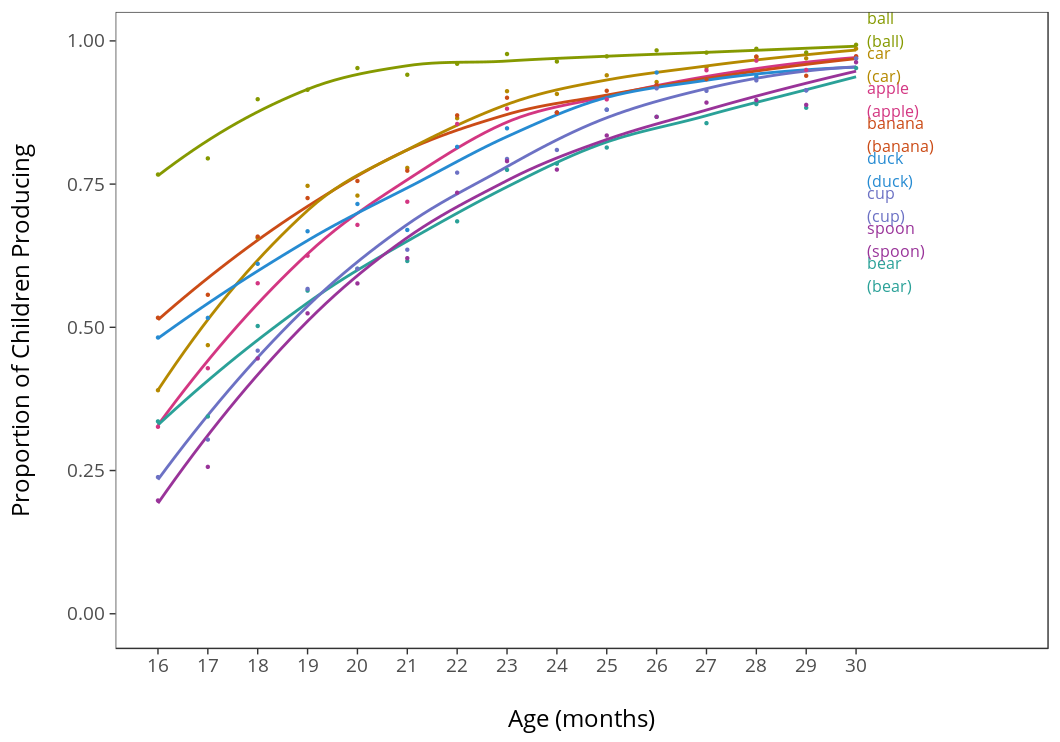 Proportion of Children Producing
1.00
0.75
0.50
0.25
0.00
16 17 18 19 20 21 22 23 24 25 26 27 28 29 30
Age (months)
ball
(ball)
car
(car)
apple
(apple)
banana
(banana)
duck
(duck)
cup
(cup)
spoon
(spoon)
bear
(bear)